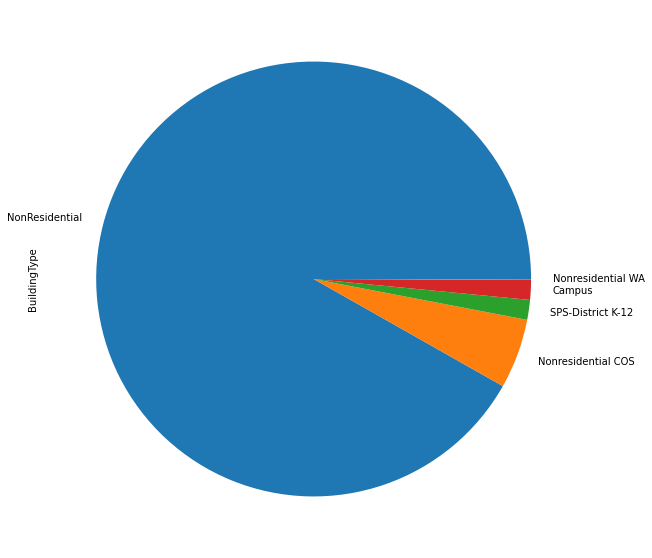 NonResidential
BuildingType
Nonresidential WA
Campus
SPS-District K-12
Nonresidential COS